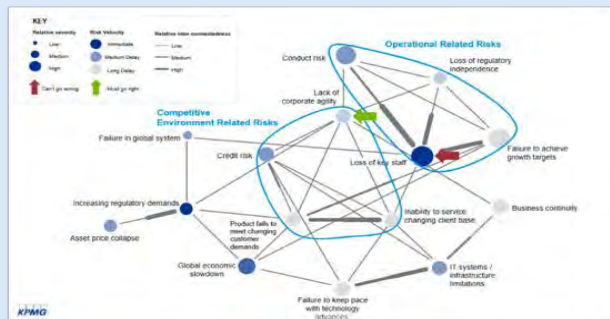 KEY
Relative severity
Risk Velocity
Relative inter connectedness
Low
Medium
High
Immediate
Medium Delay
Long Delay
Low
Medium
High
Can't go wrong
Must go right
Operational Related Risks
Conduct risk
Loss of regulatory
independence
Lack of
corporate agility
Competitive
Environment Related Risks
Failure in global system
Credit risk
Loss of key staff
Failure to achieve
growth targets
Increasing regulatory demands
Product fails to
meet changing
customer
demands
Inability to service
changing client base
Business continuity
Asset price collapse
Global economic
slowdown
IT systems /
infrastructure
limitations
Failure to keep pace
with technology
advances
KPMG